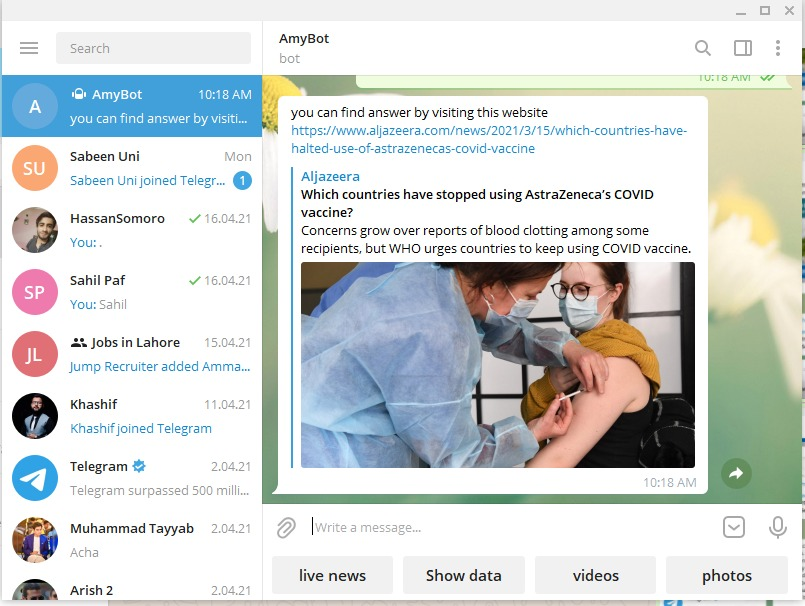 Search
AmyBot
bot
A
AmyBot
10:18 AM
you can find answer by visiti...
SU
Sabeen Uni
Mon
Sabeen Uni joined Telegr...
1
HassanSomoro
16.04.21
You: .
SP
Sahil Paf
16.04.21
You: Sahil
JL
Jobs in Lahore
15.04.21
Jump Recruiter added Amma...
Khashif
11.04.21
Khashif joined Telegram
Telegram
2.04.21
Telegram surpassed 500 milli...
Muhammad Tayyab
2.04.21
Acha
Arish 2
2.04.21
10:18 AM
you can find answer by visiting this website
https://www.aljazeera.com/news/2021/3/15/which-countries-have-
halted-use-of-astrazenecas-covid-vaccine
Aljazeera
Which countries have stopped using AstraZeneca’s COVID
vaccine?
Concerns grow over reports of blood clotting among some
recipients, but WHO urges countries to keep using COVID vaccine.
10:18 AM
Write a message...
live news
Show data
videos
photos